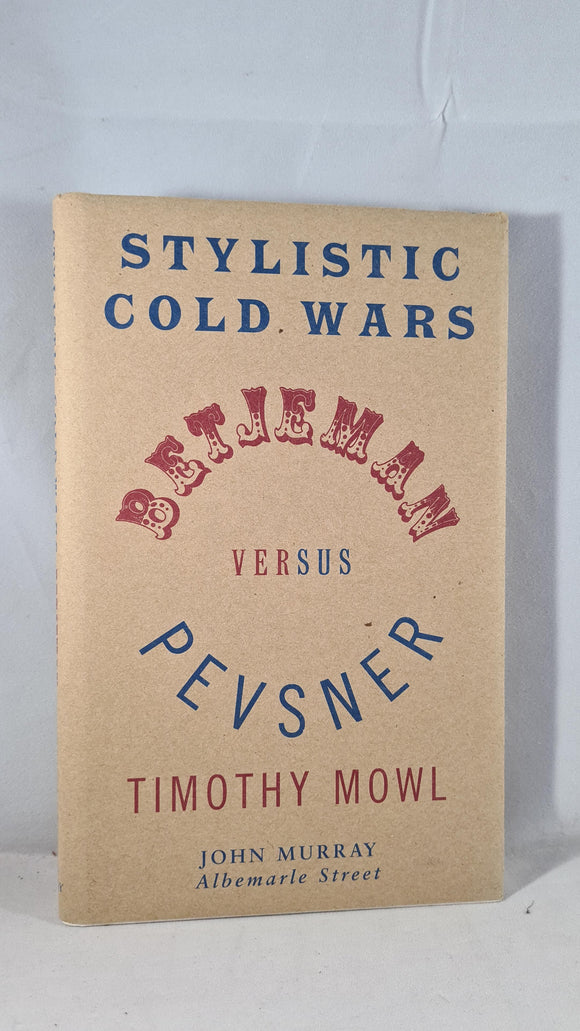 STYLISTIC
COLD WARS
BETJEMAN
VERSUS
PEVSNER
TIMOTHY MOWL
JOHN MURRAY
Albemarle Street